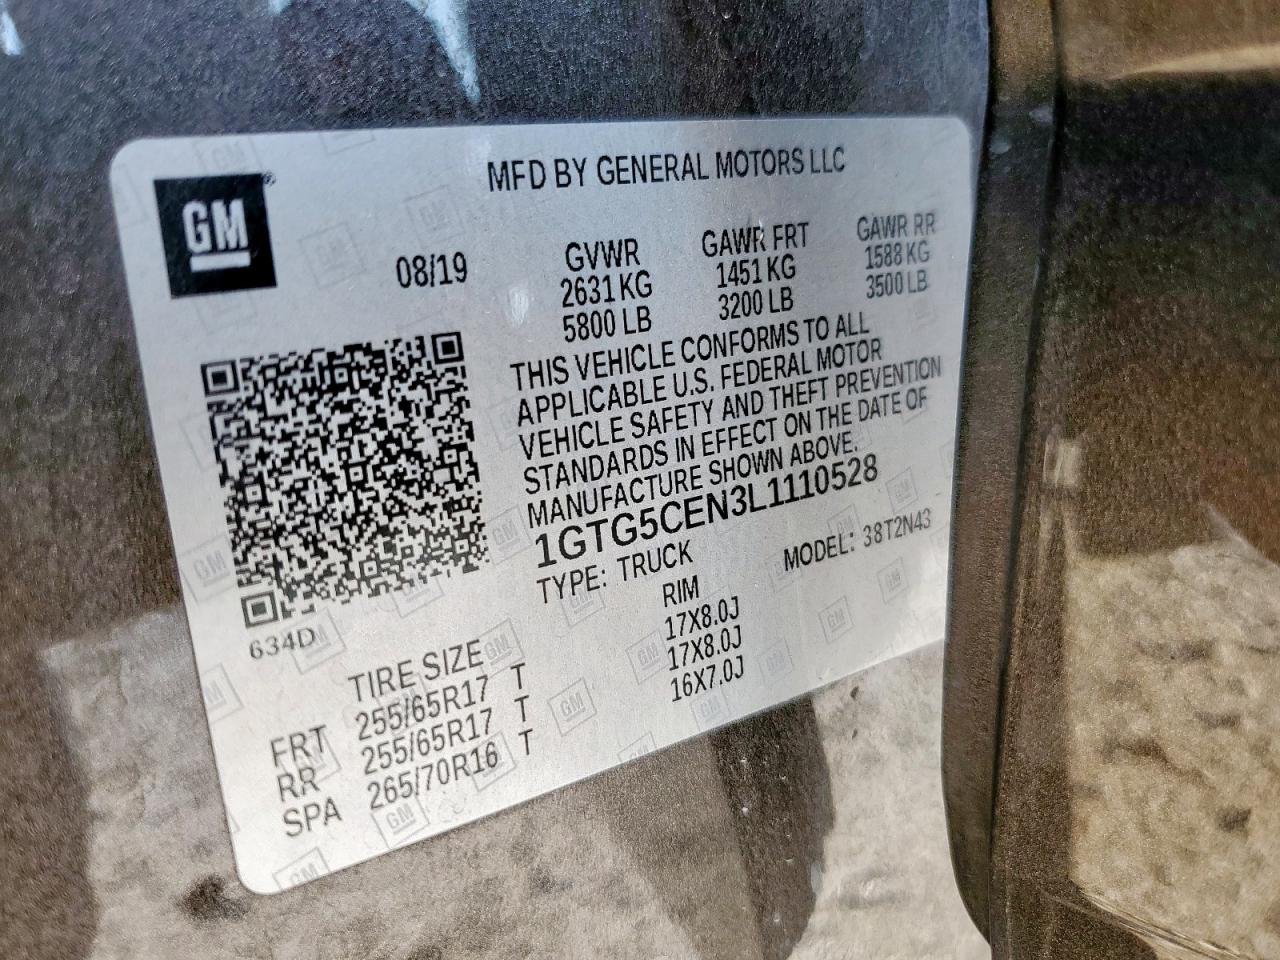 MFD BY GENERAL MOTORS LLC
GM®
08/19
GVWR GAWR FRT GAWR RR
2631 KG 1451 KG 1588 KG
5800 LB 3200 LB 3500 LB
THIS VEHICLE CONFORMS TO ALL
APPLICABLE U.S. FEDERAL MOTOR
VEHICLE SAFETY AND THEFT PREVENTION
STANDARDS IN EFFECT ON THE DATE OF
MANUFACTURE SHOWN ABOVE.
1GTG5CEN3L1110528
TYPE: TRUCK MODEL: 38T2N43
634D
TIRE SIZE RIM
FRT 255/65R17 T 17X8.0J
RR 255/65R17 T 17X8.0J
SPA 265/70R16 T 16X7.0J